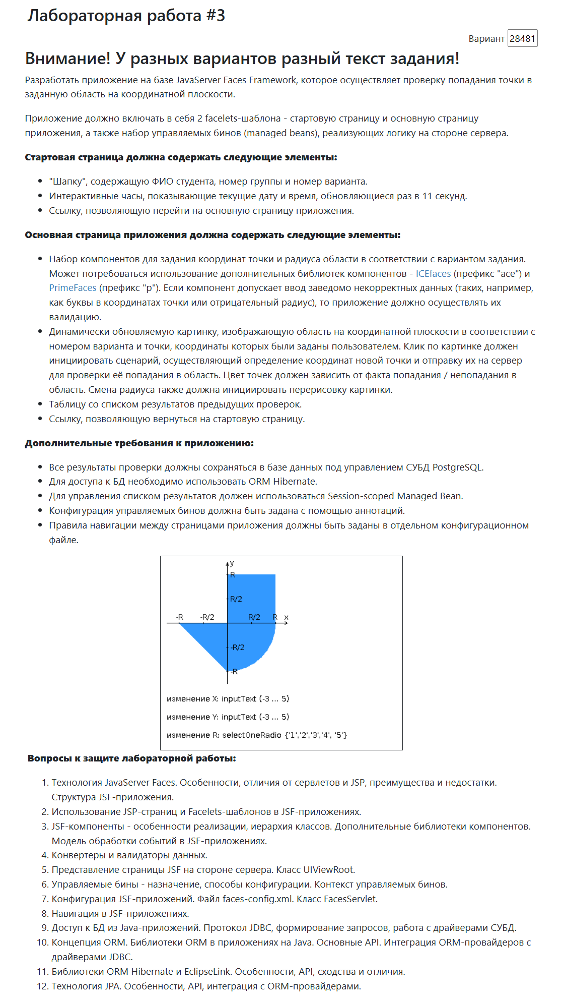 Лабораторная работа #3
Вариант 28481
Внимание! У разных вариантов разный текст задания!
Разработать приложение на базе JavaServer Faces Framework, которое осуществляет проверку попадания точки в
заданную область на координатной плоскости.
Приложение должно включать в себя 2 facelets-шаблона - стартовую страницу и основную страницу
приложения, а также набор управляемых бинов (managed beans), реализующих логику на стороне сервера.
Стартовая страница должна содержать следующие элементы:
• "Шапку", содержащую ФИО студента, номер группы и номер варианта.
• Интерактивные часы, показывающие текущие дату и время, обновляющиеся раз в 11 секунд.
• Ссылку, позволяющую перейти на основную страницу приложения.
Основная страница приложения должна содержать следующие элементы:
• Набор компонентов для задания координат точки и радиуса области в соответствии с вариантом задания.
Может потребоваться использование дополнительных библиотек компонентов - ICEfaces (префикс "ace") и
PrimeFaces (префикс "p"). Если компонент допускает ввод заведомо некорректных данных (таких, например,
как буквы в координатах точки или отрицательный радиус), то приложение должно осуществлять их
валидацию.
• Динамически обновляемую картинку, изображающую область на координатной плоскости в соответствии с
номером варианта и точки, координаты которых были заданы пользователем. Клик по картинке должен
инициировать сценарий, осуществляющий определение координат новой точки и отправку их на сервер
для проверки её попадания в область. Цвет точек должен зависить от факта попадания / непопадания в
область. Смена радиуса также должна инициировать перерисовку картинки.
• Таблицу со списком результатов предыдущих проверок.
• Ссылку, позволяющую вернуться на стартовую страницу.
Дополнительные требования к приложению:
• Все результаты проверки должны сохраняться в базе данных под управлением СУБД PostgreSQL.
• Для доступа к БД необходимо использовать ORM Hibernate.
• Для управления списком результатов должен использоваться Session-scoped Managed Bean.
• Конфигурация управляемых бинов должна быть задана с помощью аннотаций.
• Правила навигации между страницами приложения должны быть заданы в отдельном конфигурационном
файле.
y
R
R/2
-R -R/2 R/2 R x
-R/2
-R
изменение X: inputText (-3 ... 5)
изменение Y: inputText (-3 ... 5)
изменение R: selectOneRadio {'1','2','3','4', '5'}
Вопросы к защите лабораторной работы:
1. Технология JavaServer Faces. Особенности, отличия от сервлетов и JSP, преимущества и недостатки.
Структура JSF-приложения.
2. Использование JSP-страниц и Facelets-шаблонов в JSF-приложениях.
3. JSF-компоненты - особенности реализации, иерархия классов. Дополнительные библиотеки компонентов.
Модель обработки событий в JSF-приложениях.
4. Конвертеры и валидаторы данных.
5. Представление страницы JSF на стороне сервера. Класс UIViewRoot.
6. Управляемые бины - назначение, способы конфигурации. Контекст управляемых бинов.
7. Конфигурация JSF-приложений. Файл faces-config.xml. Класс FacesServlet.
8. Навигация в JSF-приложениях.
9. Доступ к БД из Java-приложений. Протокол JDBC, формирование запросов, работа с драйверами СУБД.
10. Концепция ORM. Библиотеки ORM в приложениях на Java. Основные API. Интеграция ORM-провайдеров с
драйверами JDBC.
11. Библиотеки ORM Hibernate и EclipseLink. Особенности, API, сходства и отличия.
12. Технология JPA. Особенности, API, интеграция с ORM-провайдерами.